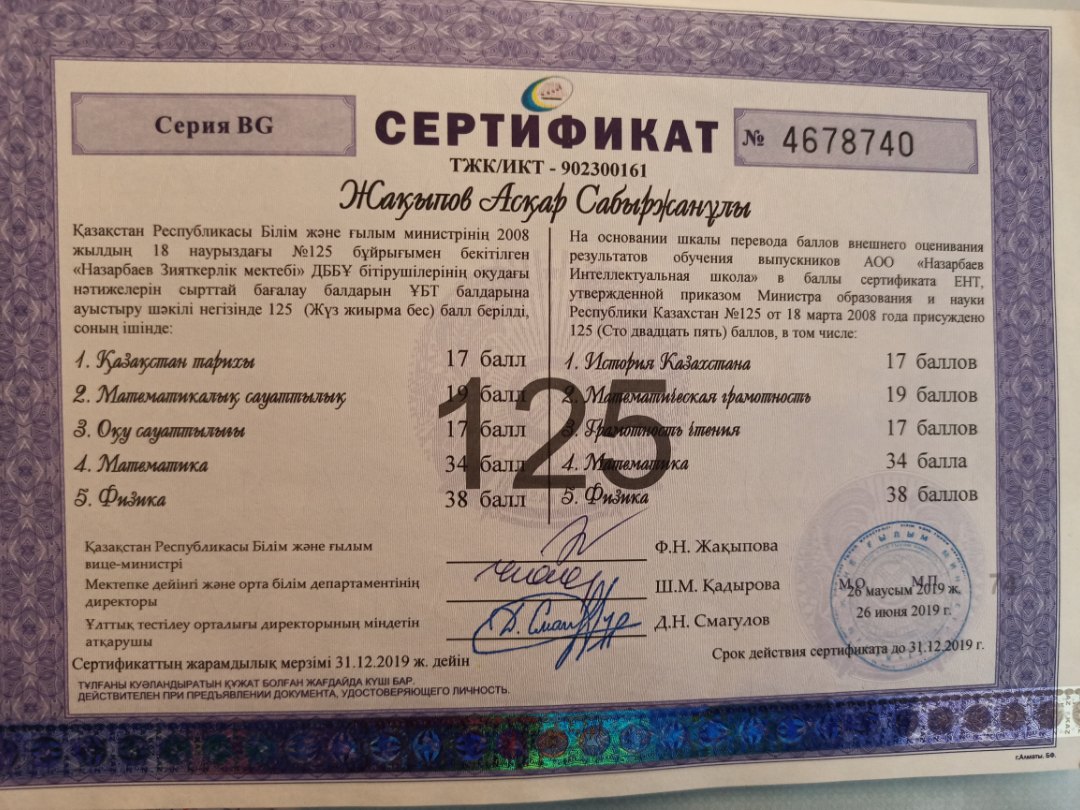 Серия BG
СЕРТИФИКАТ
№ 4678740
ТЖК/ИКТ - 902300161
Жақыпов Асқар Сабыржанұлы
Қазақстан Республикасы Білім және ғылым министрінің 2008
жылдың 18 наурыздағы №125 бұйрығымен бекітілген
«Назарбаев Зияткерлік мектебі» ДББҰ бітірушілерінің оқудағы
нәтижелерін сырттай бағалау балдарын ҰБТ балдарына
ауыстыру шәкілі негізінде 125 (Жүз жиырма бес) балл берілді,
соның ішінде:
1. Қазақстан тарихы 17 балл
2. Математикалық сауаттылық 19 балл
3. Оқу сауаттылығы 17 балл
4. Математика 34 балл
5. Физика 38 балл
На основании шкалы перевода баллов внешнего оценивания
результатов обучения выпускников АОО «Назарбаев
Интеллектуальная школа» в баллы сертификата ЕНТ,
утвержденной приказом Министра образования и науки
Республики Казахстан №125 от 18 марта 2008 года присуждено
125 (Сто двадцать пять) баллов, в том числе:
1. История Казахстана 17 баллов
2. Математическая грамотность 19 баллов
3. Грамотность чтения 17 баллов
4. Математика 34 балла
5. Физика 38 баллов
125
Қазақстан Республикасы Білім және ғылым
вице-министрі
Ф.Н. Жақыпова
Мектепке дейінгі және орта білім департаментінің
директоры
Ш.М. Қадырова
Ұлттық тестілеу орталығы директорының міндетін
атқарушы
Д.Н. Смагулов
М.О. М.П.
74
26 маусым 2019 ж.
26 июня 2019 г.
Сертификаттың жарамдылық мерзімі 31.12.2019 ж. дейін
Срок действия сертификата до 31.12.2019 г.
ТҰЛҒАНЫ КУӘЛАНДЫРАТЫН ҚҰЖАТ БОЛҒАН ЖАҒДАЙДА КҮШІ БАР.
ДЕЙСТВИТЕЛЕН ПРИ ПРЕДЪЯВЛЕНИИ ДОКУМЕНТА, УДОСТОВЕРЯЮЩЕГО ЛИЧНОСТЬ.
г.Алматы, БФ.